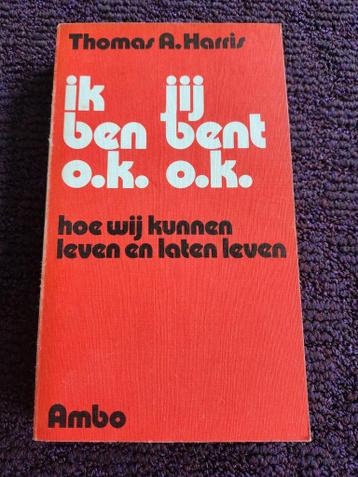 Thomas A. Harris
ik jij
ben bent
o.k. o.k.
hoe wij kunnen
leven en laten leven
Ambo